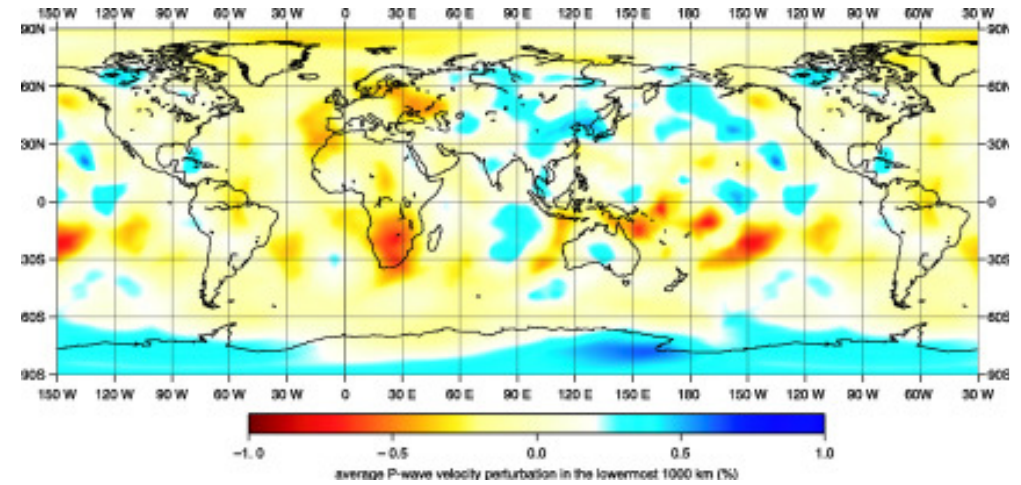 150 W 120 W 90 W 60 W 30 W 0 30 E 60 E 90 E 120 E 150 E 180 150 W 120 W 90 W 60W 30 W
90N 90N
60N 60N
30N 30N
0 0
30S 30S
60S 60S
90S 90S
150 W 120 W 90 W 60 W 30 W 0 30 E 60 E 90 E 120 E 150 E 180 150 W 120 W 90 W 60W 30 W
−1.0 −0.5 0.0 0.5 1.0
average P-wave velocity perturbation in the lowermost 1000 km (%)